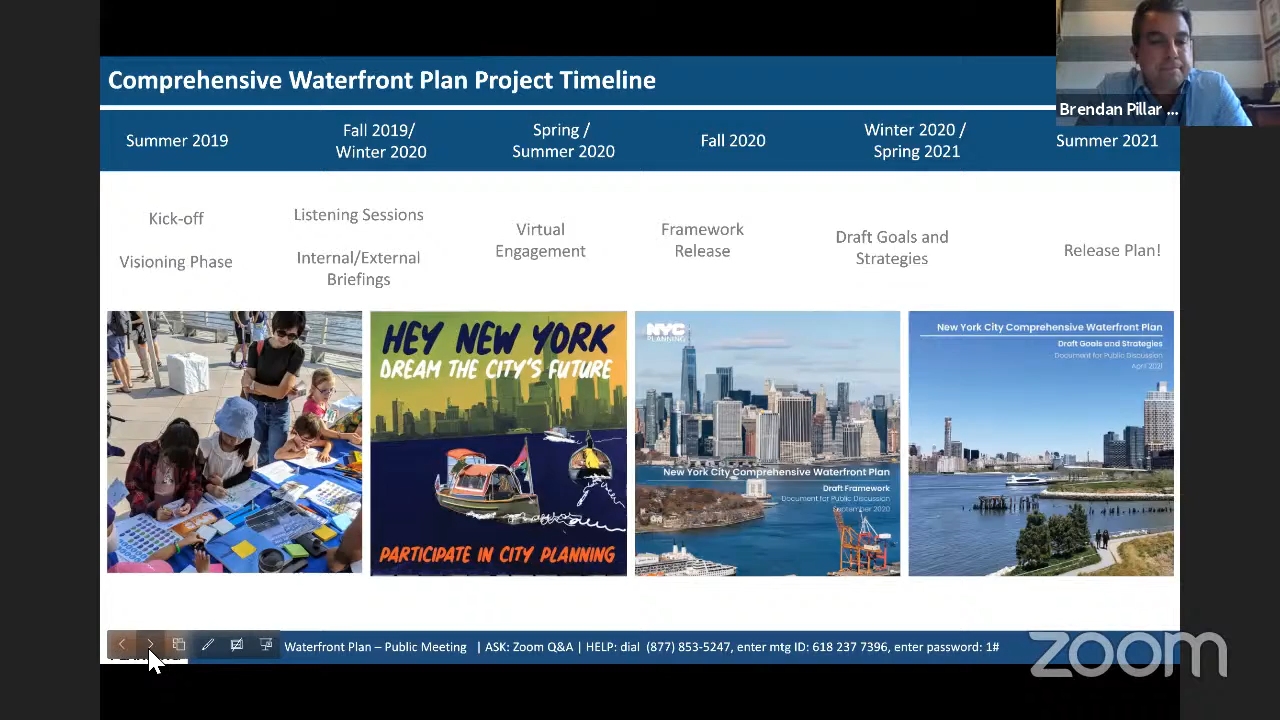 Comprehensive Waterfront Plan Project Timeline
Brendan Pillar ...
Summer 2019
Fall 2019/
Winter 2020
Spring /
Summer 2020
Fall 2020
Winter 2020 /
Spring 2021
Summer 2021
Kick-off
Visioning Phase
Listening Sessions
Internal/External
Briefings
Virtual
Engagement
Framework
Release
Draft Goals and
Strategies
Release Plan!
HEY NEW YORK
DREAM THE CITY'S FUTURE
PARTICIPATE IN CITY PLANNING
NYC
PLANNING
New York City Comprehensive Waterfront Plan
Draft Framework
Document for Public Discussion
September 2020
New York City Comprehensive Waterfront Plan
Draft Goals and Strategies
Document for Public Discussion
April 2021
Waterfront Plan – Public Meeting | ASK: Zoom Q&A | HELP: dial (877) 853-5247, enter mtg ID: 618 237 7396, enter password: 1#
zoom